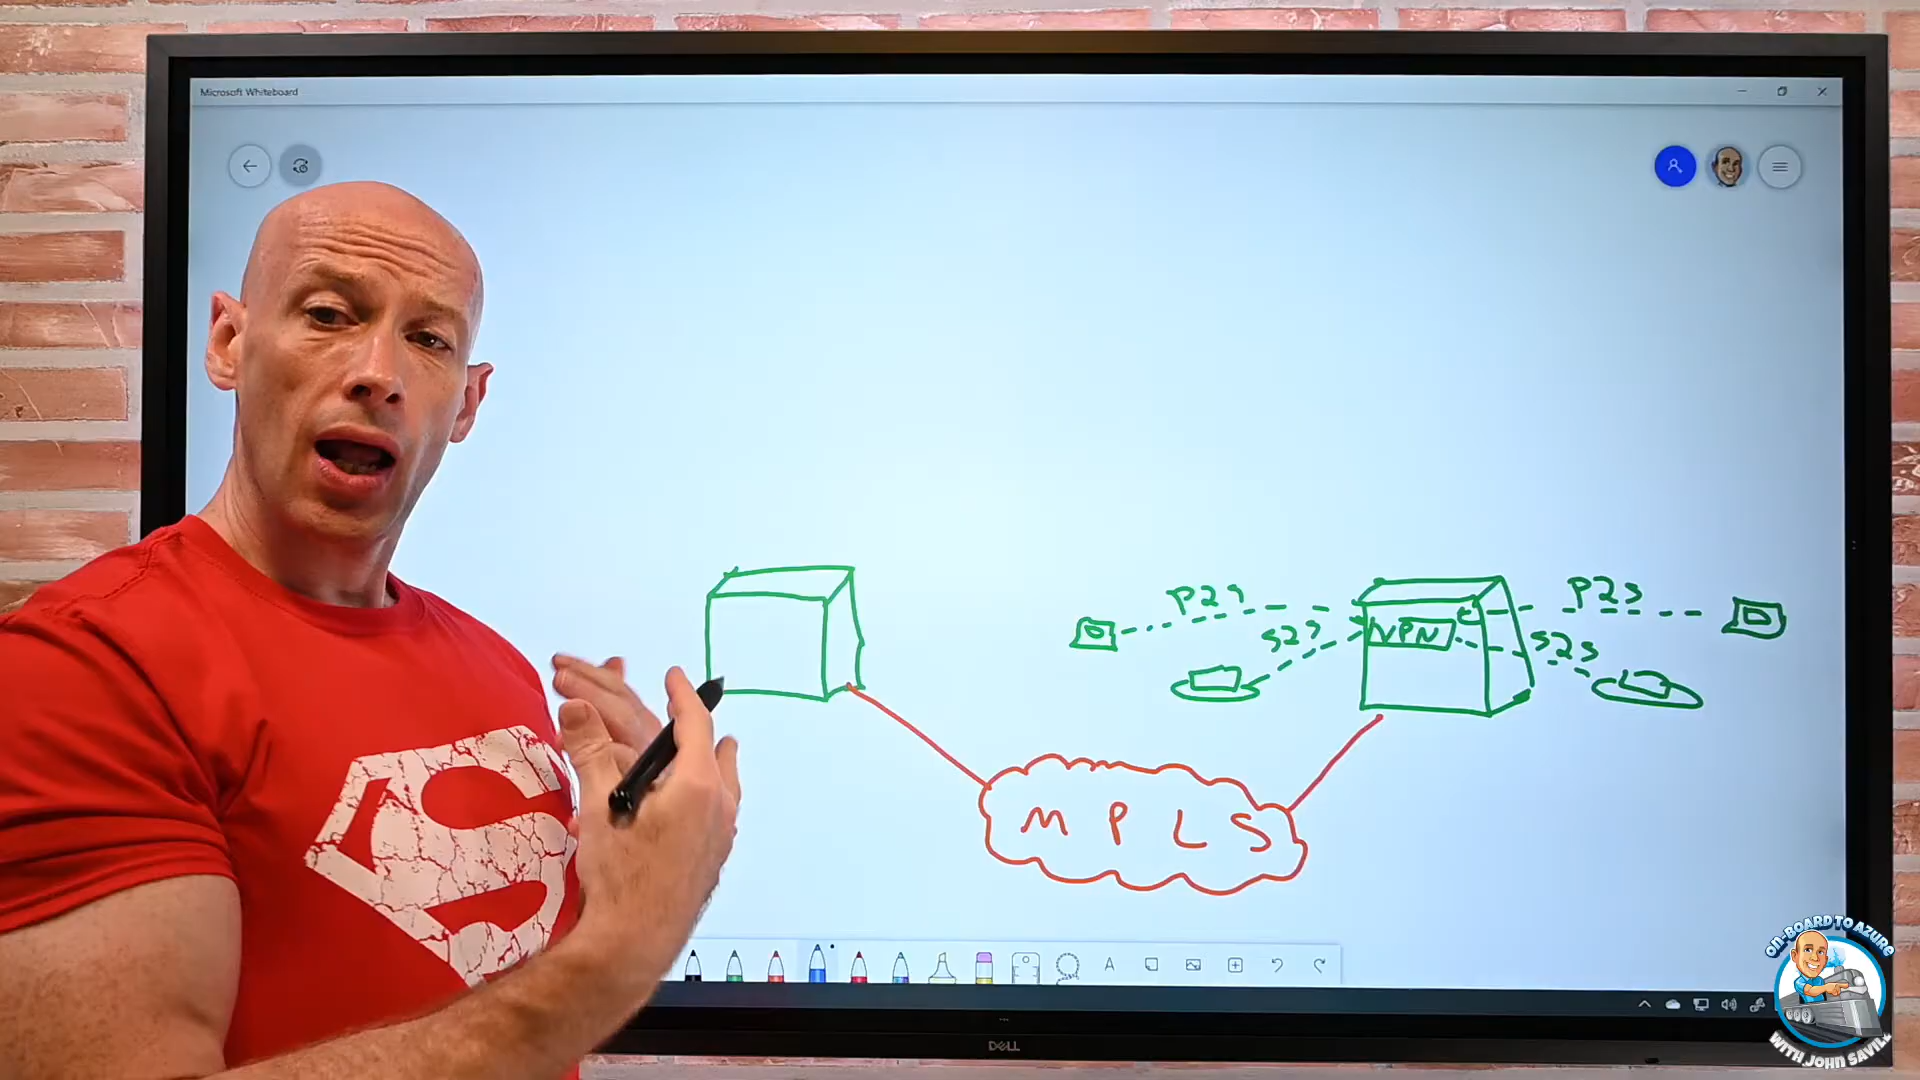 Microsoft Whiteboard
P2S
P2S
S2S
VPN
S2S
MPLS
A
DELL
ON-BOARD TO AZURE
WITH JOHN SAVILL
S